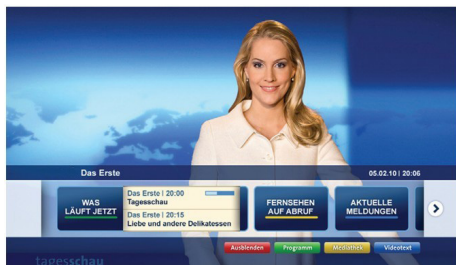 Das Erste
05.02.10 | 20:06
WAS
LÄUFT JETZT
Das Erste | 20:00
Tagesschau
Das Erste | 20:15
Liebe und andere Delikatessen
FERNSEHEN
AUF ABRUF
AKTUELLE
MELDUNGEN
Ausblenden
Programm
Mediathek
Videotext
tagesschau